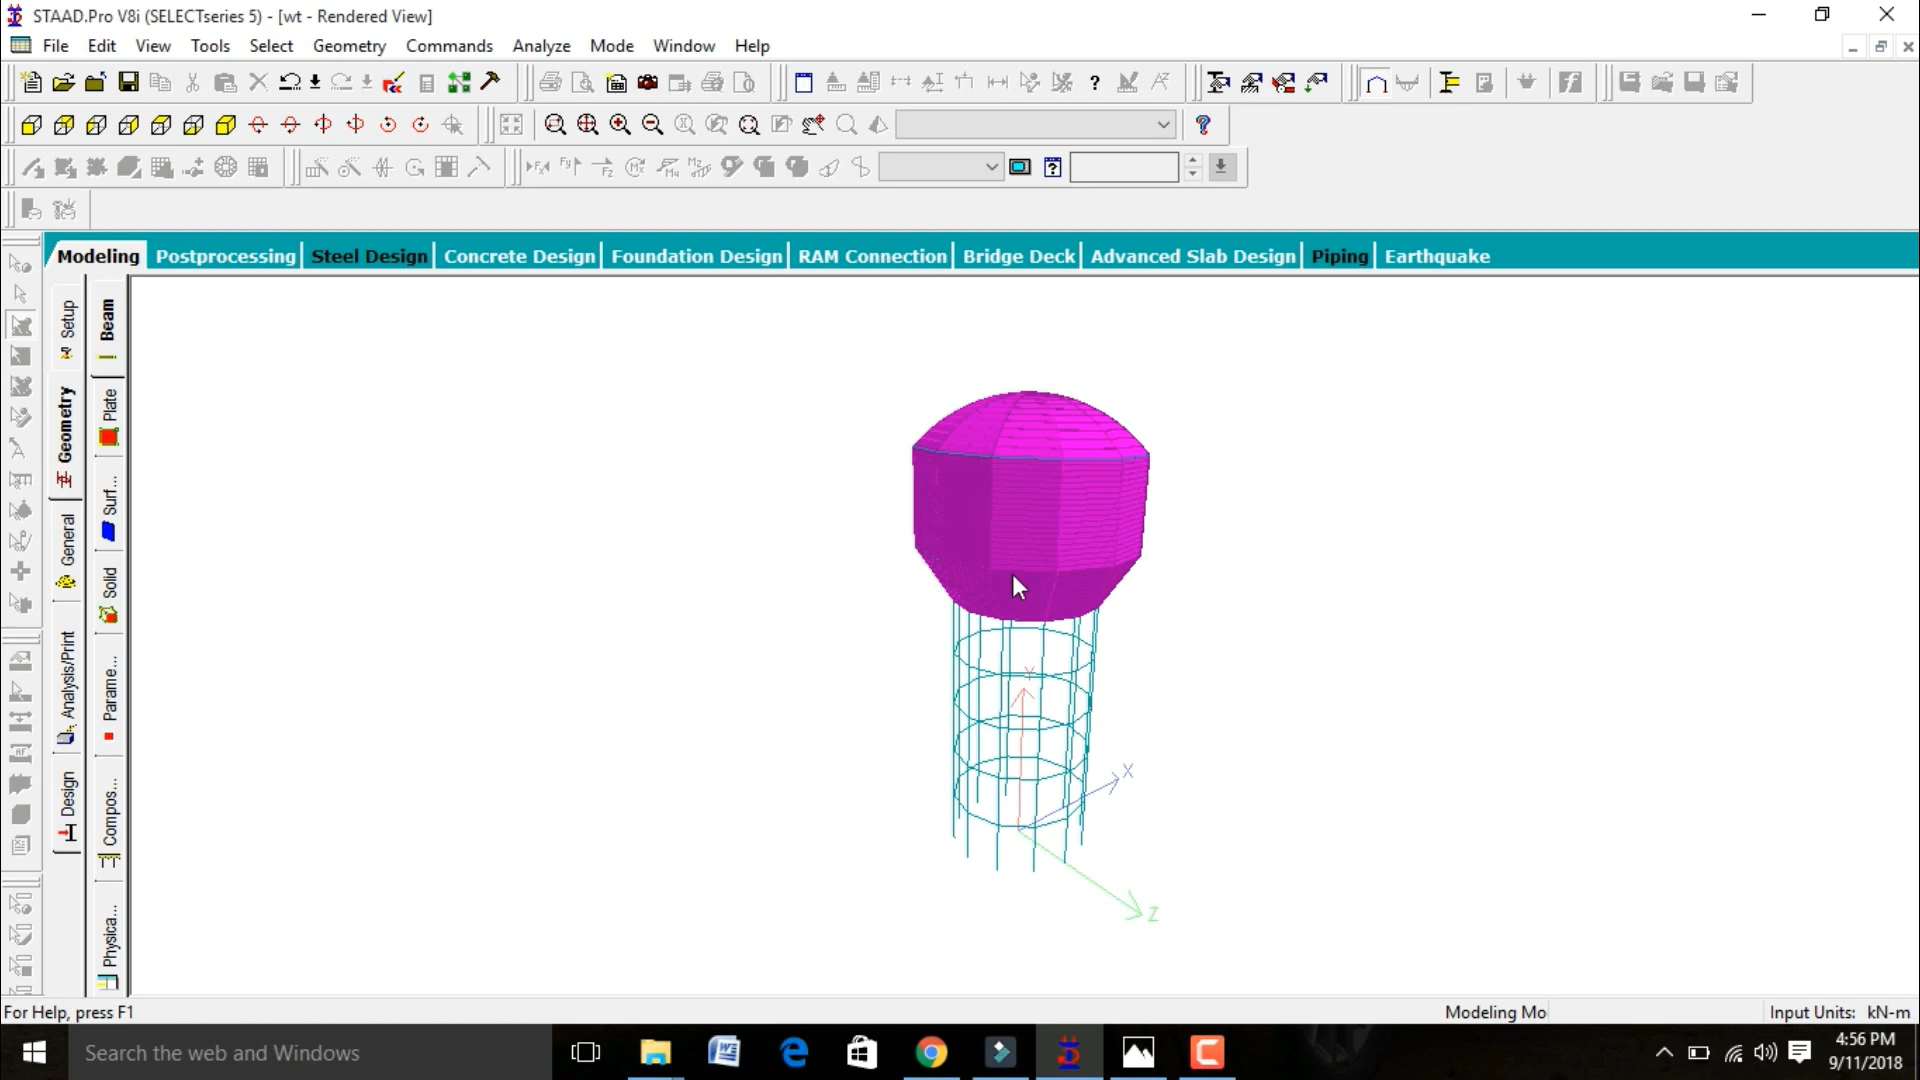 STAAD.Pro V8i (SELECTseries 5) - [wt - Rendered View]
File Edit View Tools Select Geometry Commands Analyze Mode Window Help
Modeling Postprocessing Steel Design Concrete Design Foundation Design RAM Connection Bridge Deck Advanced Slab Design Piping Earthquake
Setup
Geometry
General
Analysis/Print
Design
Beam
Plate
Surf...
Solid
Parame...
Compos...
Physica...
Y
X
Z
For Help, press F1
Modeling Mo
Input Units: kN-m
Search the web and Windows
4:56 PM
9/11/2018